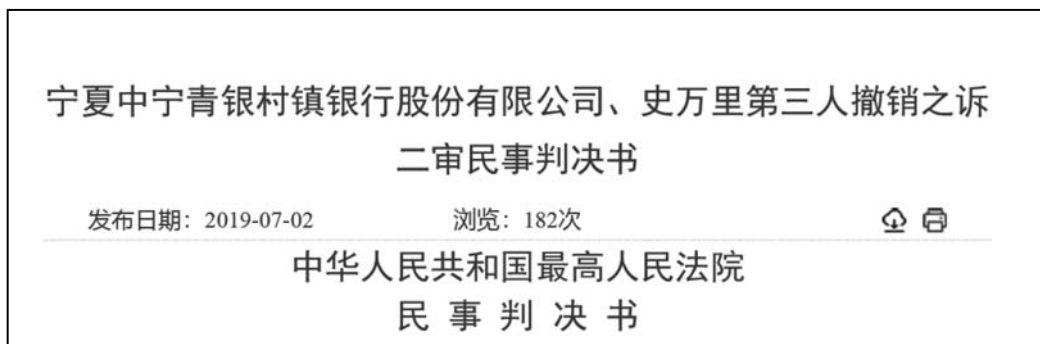 宁夏中宁青银村镇银行股份有限公司、史万里第三人撤销之诉
二审民事判决书
发布日期：2019-07-02 浏览：182次
中华人民共和国最高人民法院
民 事 判 决 书